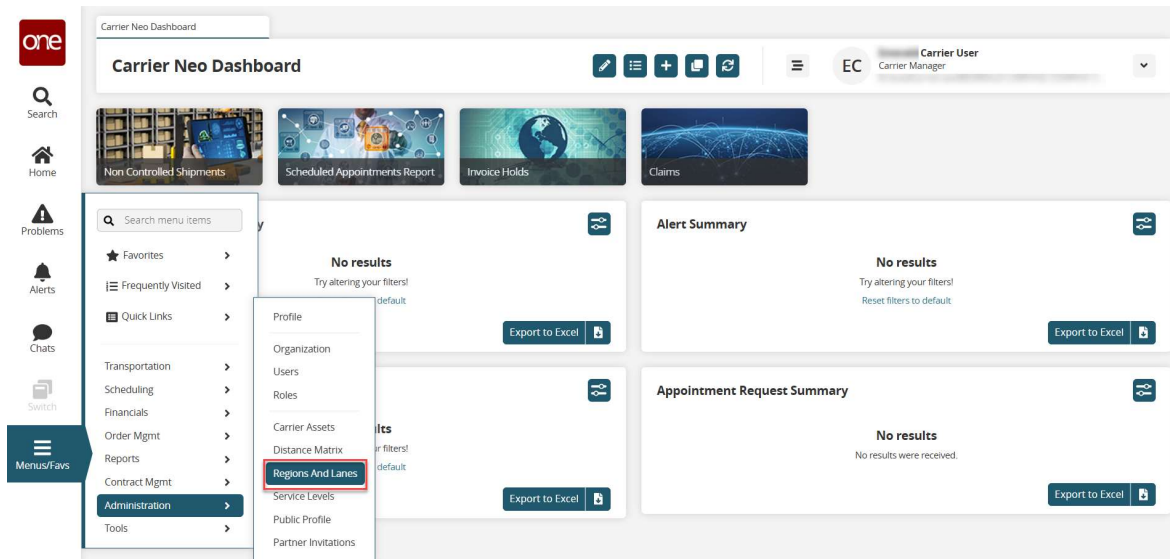 one
Search
Home
Problems
Alerts
Chats
Switch
Menus/Favs
Carrier Neo Dashboard
Carrier Neo Dashboard
EC
Carrier User
Carrier Manager
Non Controlled Shipments
Scheduled Appointments Report
Invoice Holds
Claims
Search menu items
Favorites
Frequently Visited
Quick Links
Transportation
Scheduling
Financials
Order Mgmt
Reports
Contract Mgmt
Administration
Tools
Profile
Organization
Users
Roles
Carrier Assets
Distance Matrix
Regions And Lanes
Service Levels
Public Profile
Partner Invitations
y
No results
Try altering your filters!
default
Export to Excel
Alert Summary
No results
Try altering your filters!
Reset filters to default
Export to Excel
lts
r filters!
default
Export to Excel
Appointment Request Summary
No results
No results were received.
Export to Excel